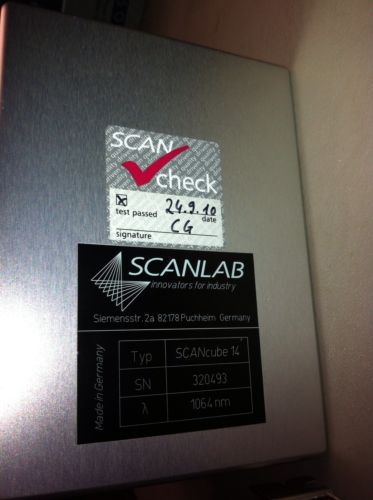 SCAN
check
test passed
24.9.10
date
CG
signature
SCANLAB
Innovators for industry
Siemensstr. 2a 82178 Puchheim Germany
Made in Germany
Typ SCANcube 14
SN 320493
λ 1064 nm